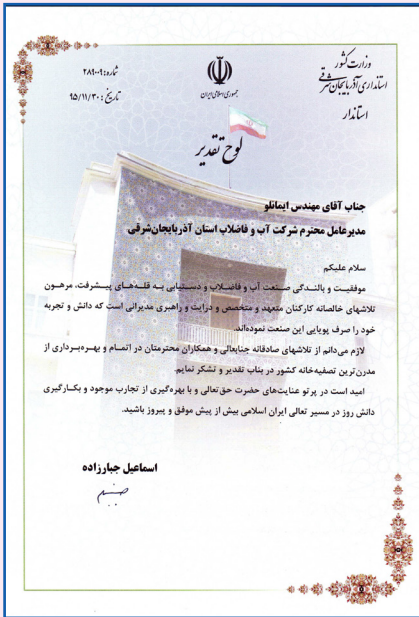 وزارت کشور
استانداری آذربایجان شرقی
استاندار
جمهوری اسلامی ایران
شماره: ۲۸۹۰۰۹
تاریخ: ۹۵/۱۱/۳۰
لوح تقدیر
جناب آقای مهندس ایمانلو
مدیرعامل محترم شرکت آب و فاضلاب استان آذربایجان‌شرقی
سلام علیکم
موفقیت و بالندگی صنعت آب و فاضلاب و دستیابی به قله‌های پیشرفت، مرهون
تلاشهای خالصانه کارکنان متعهد و متخصص و درایت و راهبری مدیرانی است که دانش و تجربه
خود را صرف پویایی این صنعت نموده‌اند.
لازم می‌دانم از تلاشهای صادقانه جنابعالی و همکاران محترمتان در اتمام و بهره‌برداری از
مدرن‌ترین تصفیه‌خانه کشور در بناب تقدیر و تشکر نمایم.
امید است در پرتو عنایت‌های حضرت حق‌تعالی و با بهره‌گیری از تجارب موجود و بکارگیری
دانش روز در مسیر تعالی ایران اسلامی بیش از پیش موفق و پیروز باشید.
اسماعیل جبارزاده